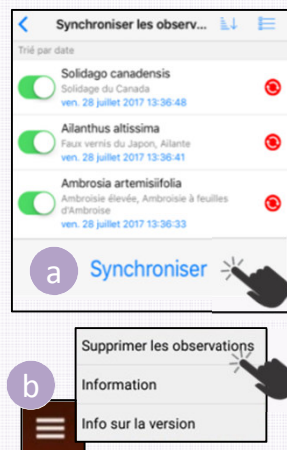 Synchroniser les observ...
Trié par date
Solidago canadensis
Solidage du Canada
ven. 28 juillet 2017 13:36:48
Ailanthus altissima
Faux vernis du Japon, Ailante
ven. 28 juillet 2017 13:36:41
Ambrosia artemisiifolia
Ambroisie élevée, Ambroisie à feuilles
d'Ambroise
ven. 28 juillet 2017 13:36:33
a Synchroniser
Supprimer les observations
b Information
Info sur la version